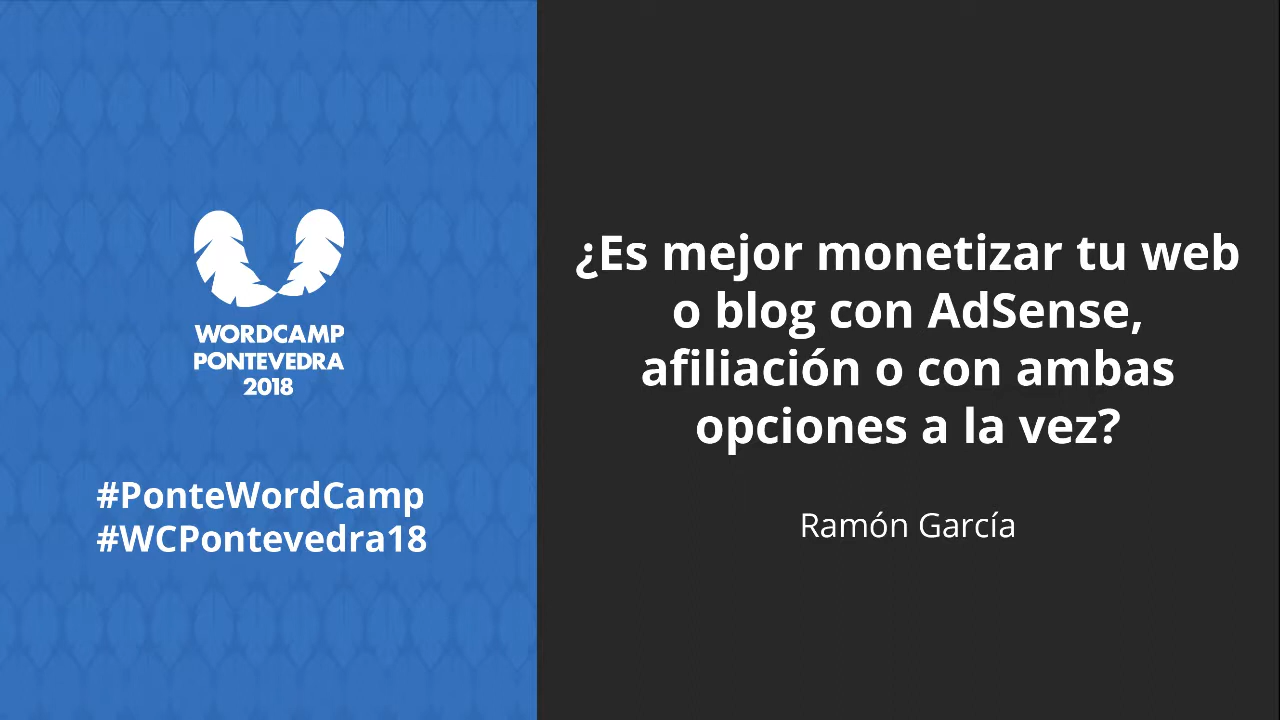 WORDCAMP
PONTEVEDRA
2018
#PonteWordCamp
#WCPontevedra18
¿Es mejor monetizar tu web
o blog con AdSense,
afiliación o con ambas
opciones a la vez?
Ramón García